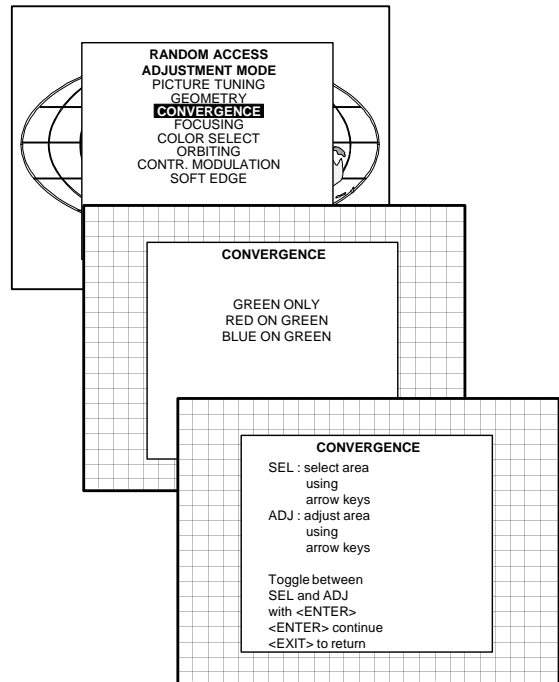 RANDOM ACCESS
ADJUSTMENT MODE
PICTURE TUNING
GEOMETRY
CONVERGENCE
FOCUSING
COLOR SELECT
ORBITING
CONTR. MODULATION
SOFT EDGE
CONVERGENCE
GREEN ONLY
RED ON GREEN
BLUE ON GREEN
CONVERGENCE
SEL : select area
using
arrow keys
ADJ : adjust area
using
arrow keys
Toggle between
SEL and ADJ
with <ENTER>
<ENTER> continue
<EXIT> to return